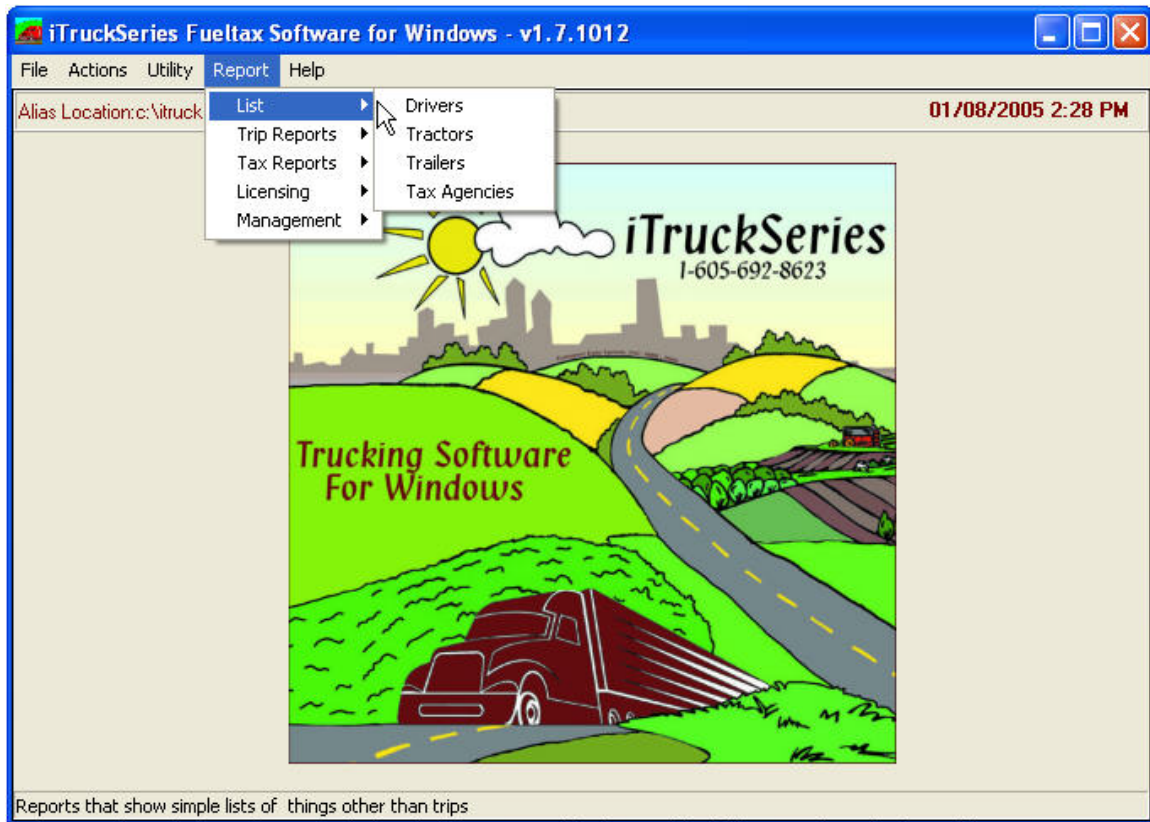 iTruckSeries Fueltax Software for Windows - v1.7.1012
File Actions Utility Report Help
Alias Location:c:\itruck
01/08/2005 2:28 PM
List
Trip Reports
Tax Reports
Licensing
Management
Drivers
Tractors
Trailers
Tax Agencies
iTruckSeries
1-605-692-8623
Trucking Software
For Windows
Reports that show simple lists of things other than trips